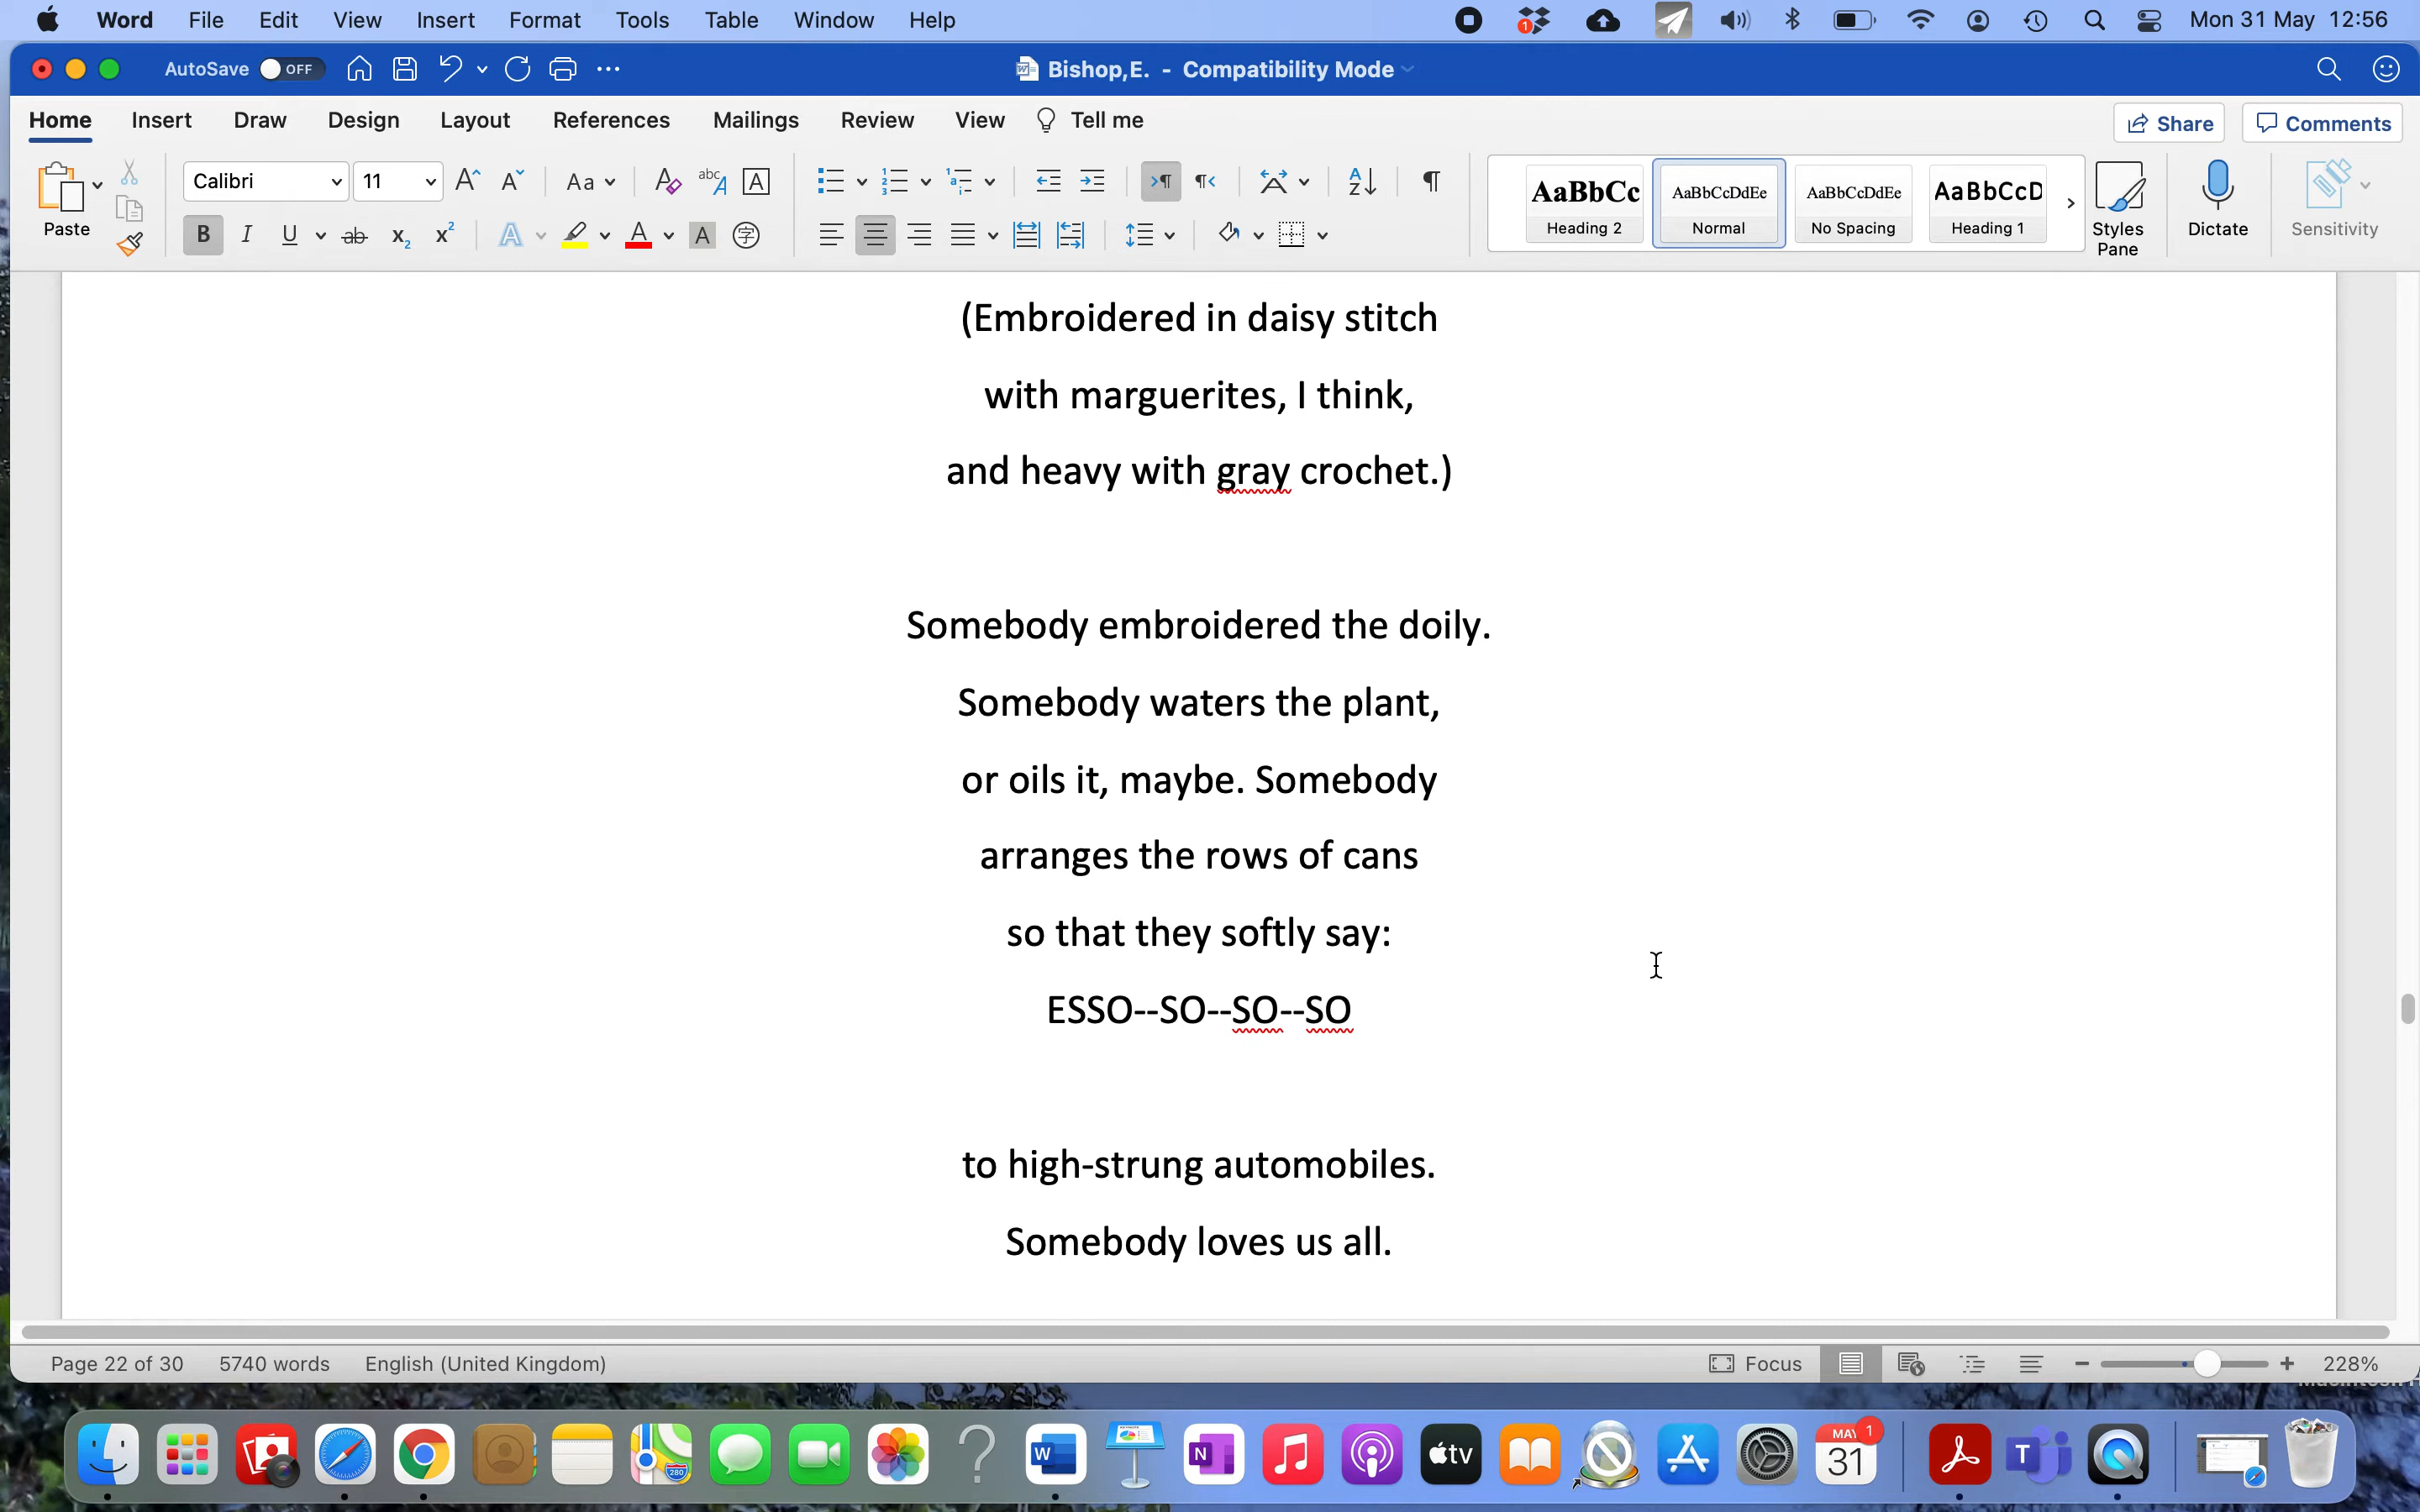 Word File Edit View Insert Format Tools Table Window Help Mon 31 May 12:56
AutoSave OFF Bishop,E. - Compatibility Mode
Home Insert Draw Design Layout References Mailings Review View Tell me Share Comments
Paste Calibri 11 Aa AaBbCc AaBbCcDdEe AaBbCcDdEe AaBbCcD
Heading 2 Normal No Spacing Heading 1 Styles Pane Dictate Sensitivity
(Embroidered in daisy stitch
with marguerites, I think,
and heavy with gray crochet.)
Somebody embroidered the doily.
Somebody waters the plant,
or oils it, maybe. Somebody
arranges the rows of cans
so that they softly say:
ESSO--SO--SO--SO
to high-strung automobiles.
Somebody loves us all.
Page 22 of 30 5740 words English (United Kingdom) Focus 228%
MAY 31 1
tv